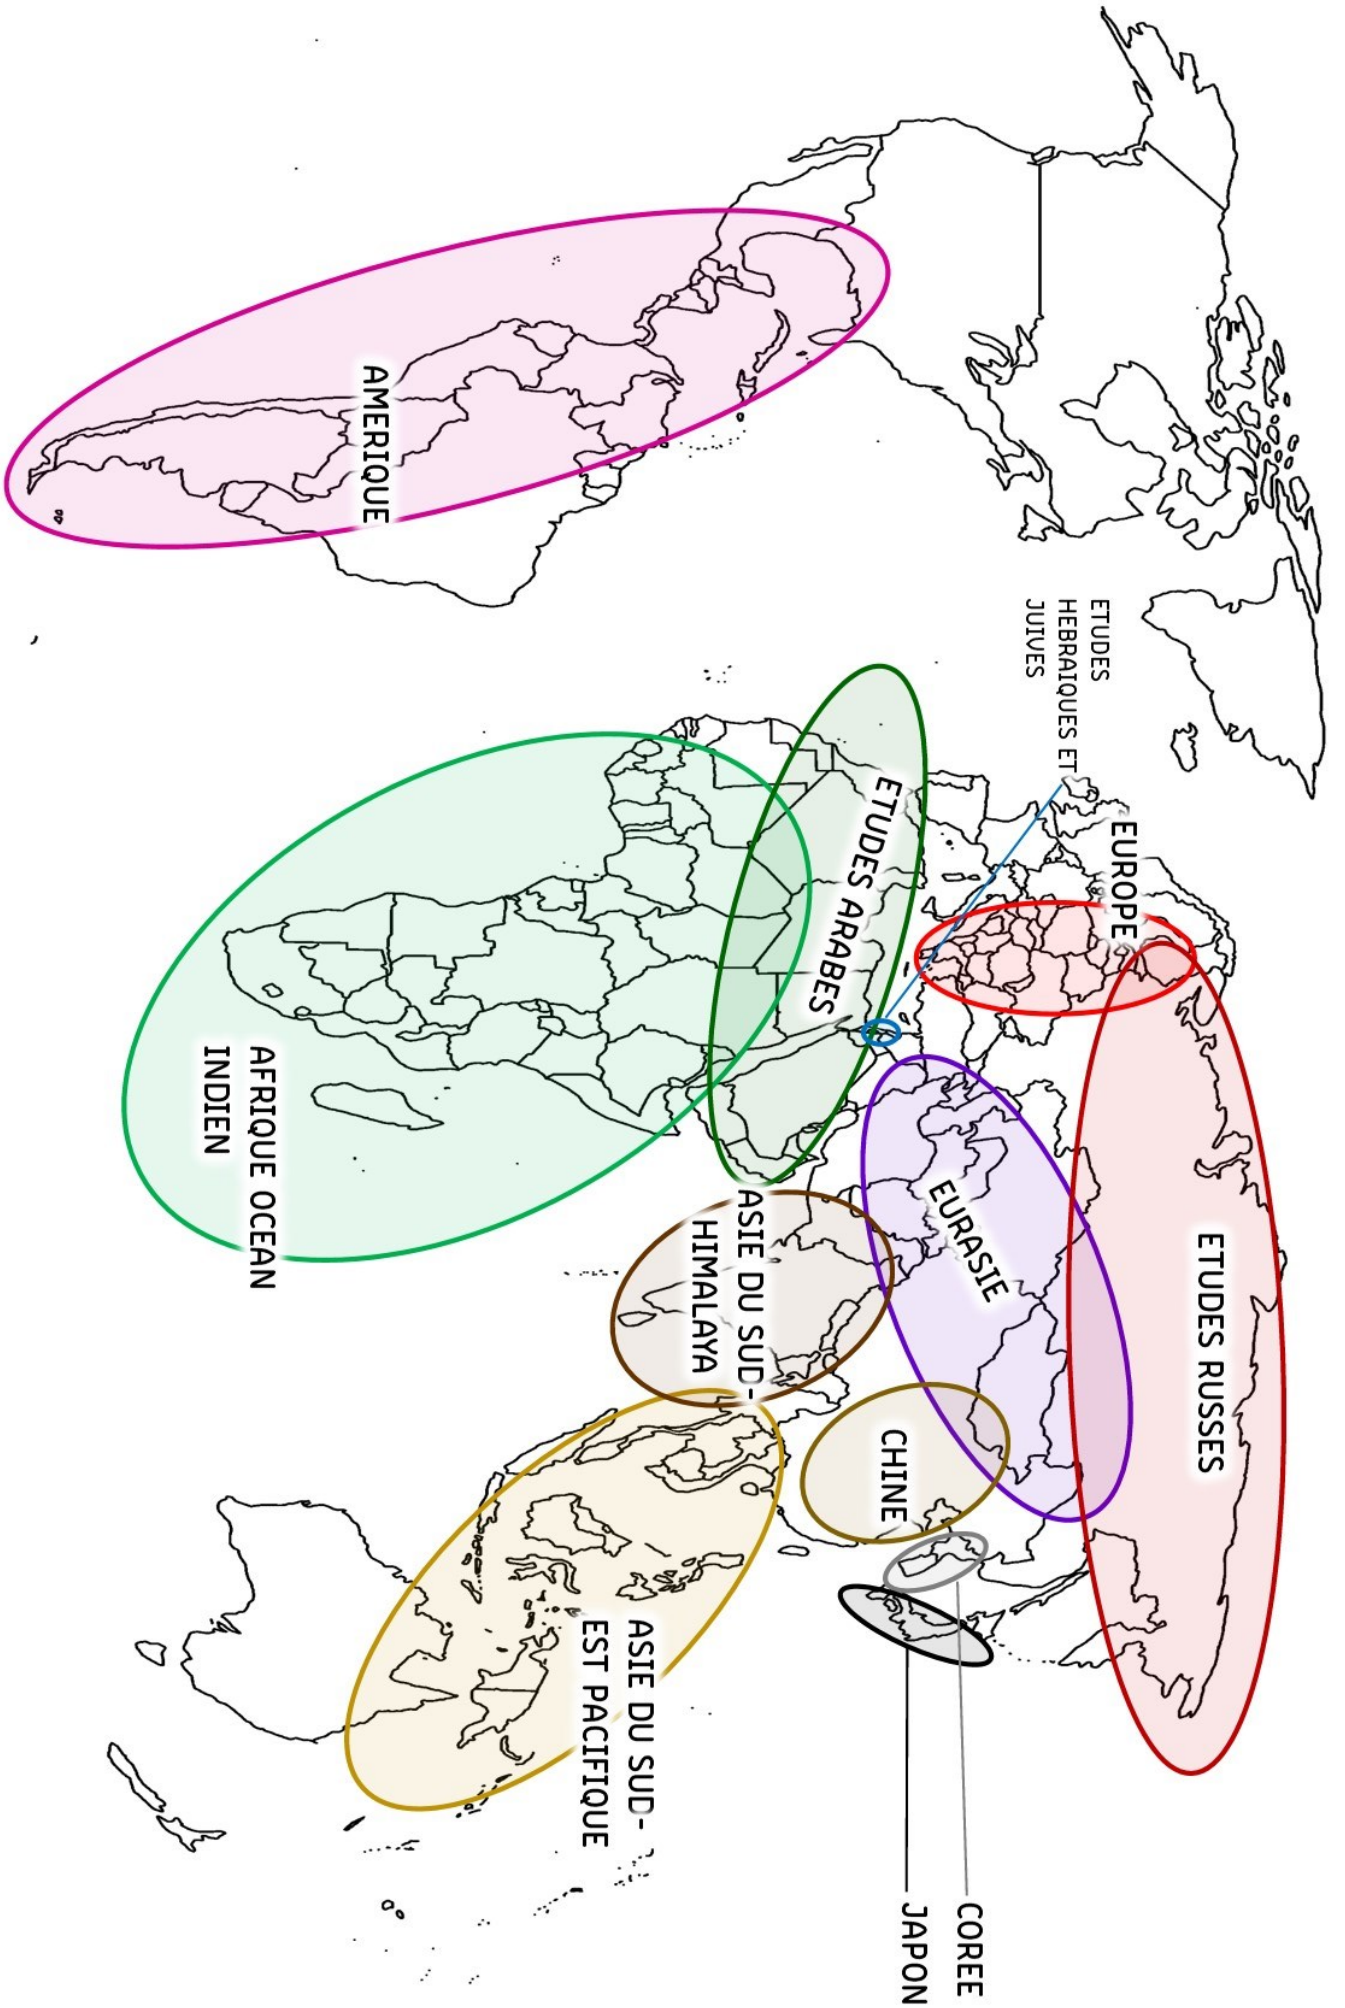 ETUDES
HEBRAIQUES ET
JUIVES
EUROPE
ETUDES RUSSES
ETUDES ARABES
EURASIE
COREE
JAPON
CHINE
ASIE DU SUD-
HIMALAYA
ASIE DU SUD-
EST PACIFIQUE
AMERIQUE
AFRIQUE OCEAN
INDIEN